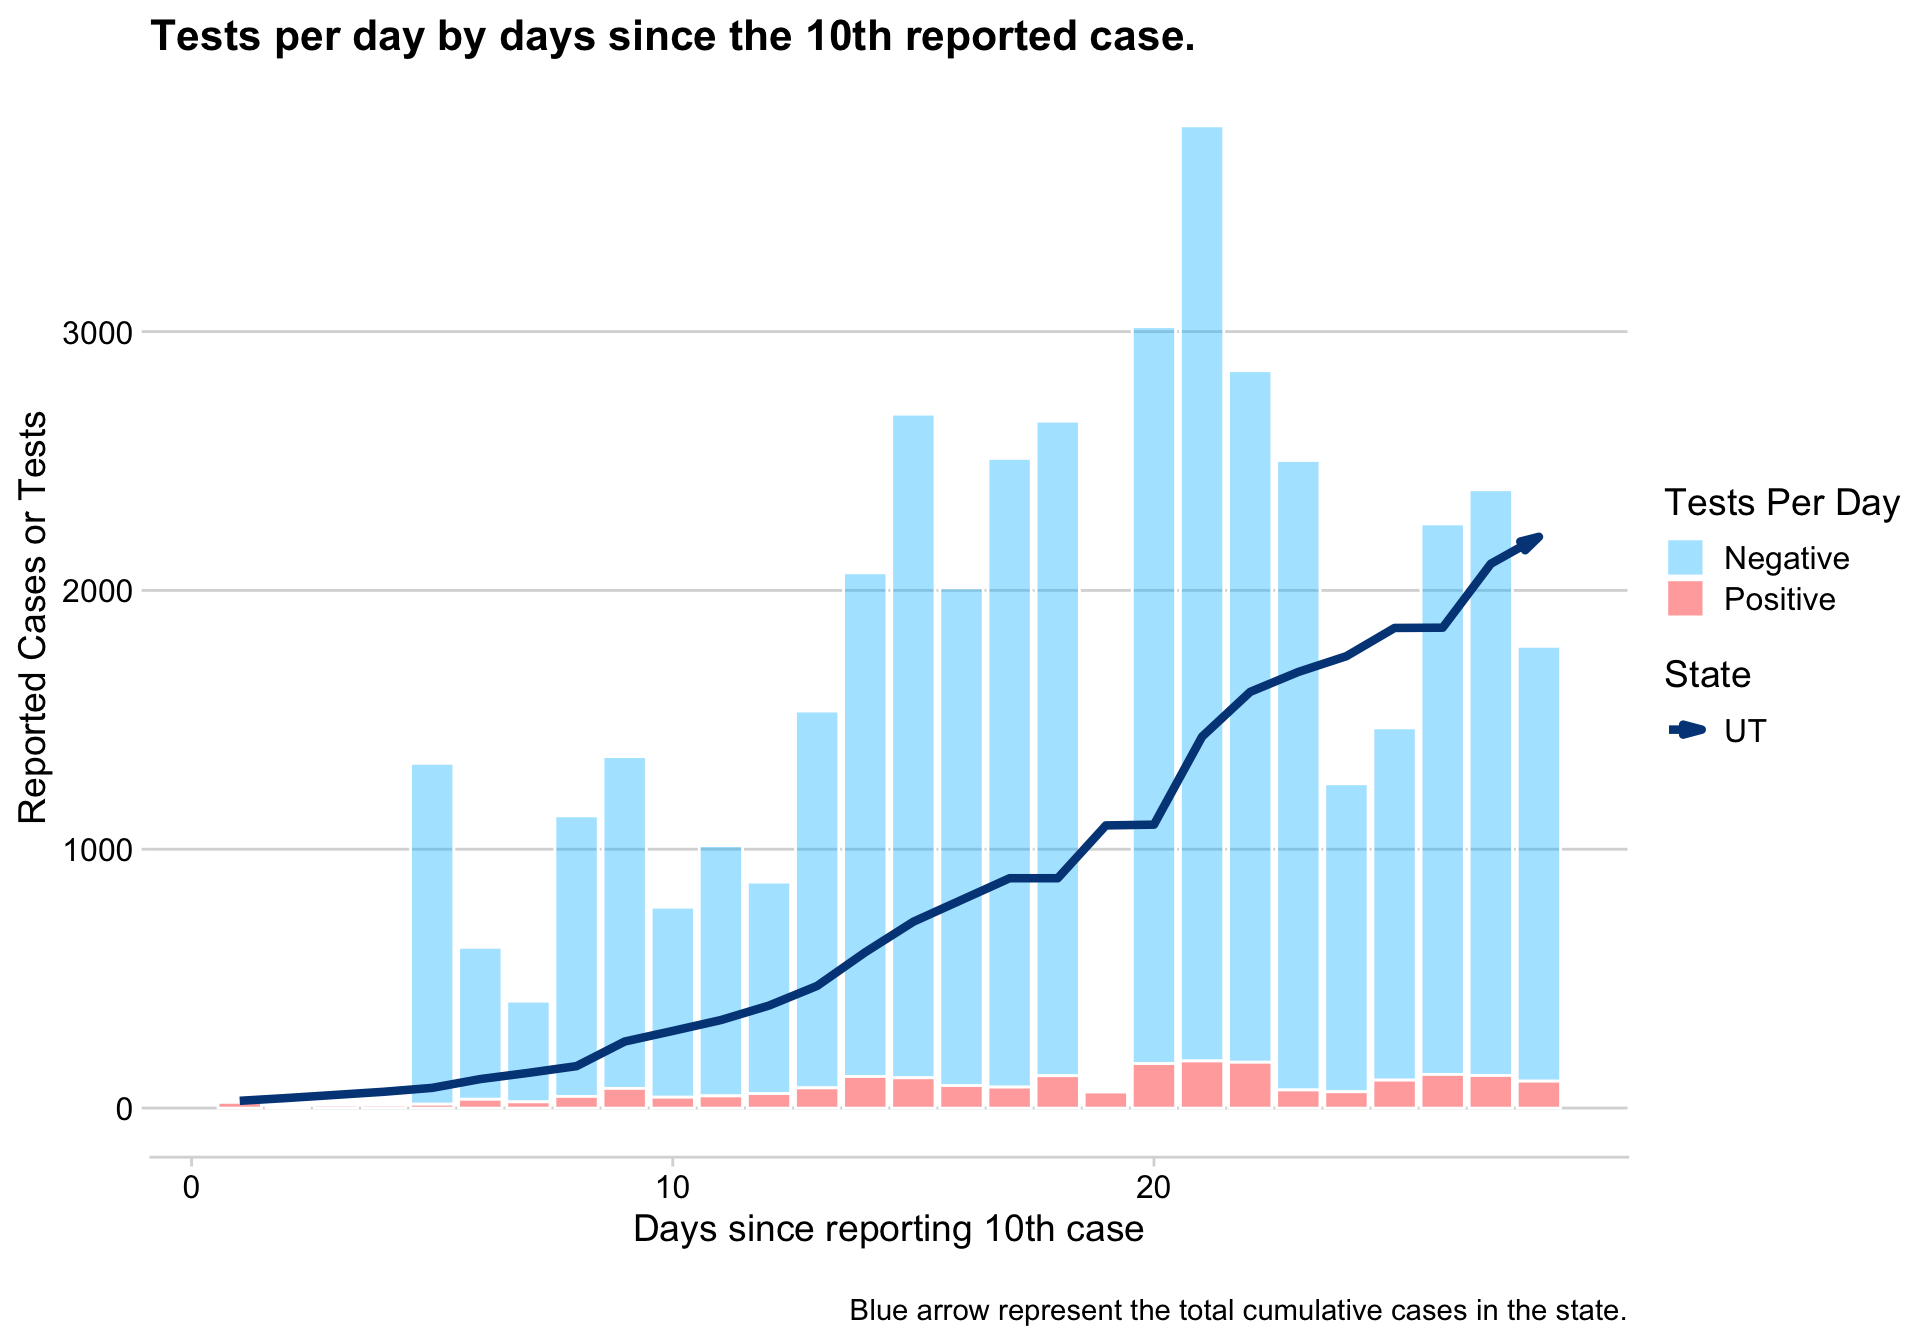 Tests per day by days since the 10th reported case.
Reported Cases or Tests
3000
2000
1000
0
0 10 20
Days since reporting 10th case
Tests Per Day
Negative
Positive
State
UT
Blue arrow represent the total cumulative cases in the state.